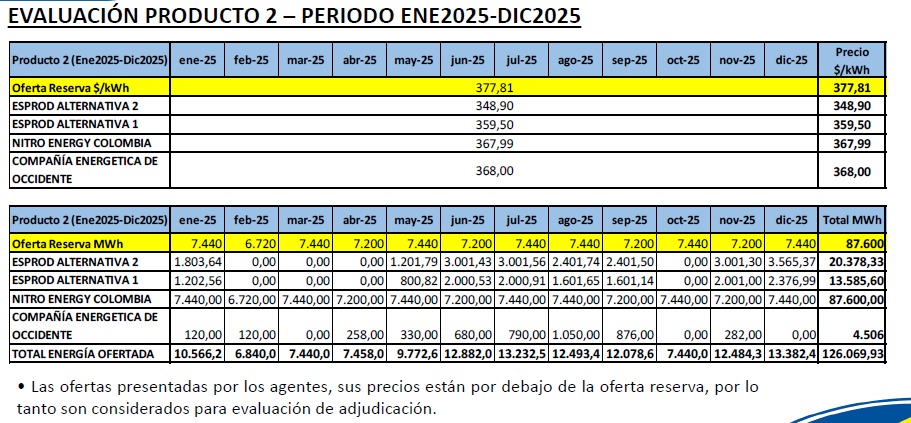 EVALUACIÓN PRODUCTO 2 – PERIODO ENE2025-DIC2025
Producto 2 (Ene2025-Dic2025) ene-25 feb-25 mar-25 abr-25 may-25 jun-25 jul-25 ago-25 sep-25 oct-25 nov-25 dic-25 Precio $/kWh
Oferta Reserva $/kWh 377,81 377,81
ESPROD ALTERNATIVA 2 348,90 348,90
ESPROD ALTERNATIVA 1 359,50 359,50
NITRO ENERGY COLOMBIA 367,99 367,99
COMPAÑÍA ENERGETICA DE
OCCIDENTE 368,00 368,00
Producto 2 (Ene2025-Dic2025) ene-25 feb-25 mar-25 abr-25 may-25 jun-25 jul-25 ago-25 sep-25 oct-25 nov-25 dic-25 Total MWh
Oferta Reserva MWh 7.440 6.720 7.440 7.200 7.440 7.200 7.440 7.440 7.200 7.440 7.200 7.440 87.600
ESPROD ALTERNATIVA 2 1.803,64 0,00 0,00 0,00 1.201,79 3.001,43 3.001,56 2.401,74 2.401,50 0,00 3.001,30 3.565,37 20.378,33
ESPROD ALTERNATIVA 1 1.202,56 0,00 0,00 0,00 800,82 2.000,53 2.000,91 1.601,65 1.601,14 0,00 2.001,00 2.376,99 13.585,60
NITRO ENERGY COLOMBIA 7.440,00 6.720,00 7.440,00 7.200,00 7.440,00 7.200,00 7.440,00 7.440,00 7.200,00 7.440,00 7.200,00 7.440,00 87.600,00
COMPAÑÍA ENERGETICA DE
OCCIDENTE 120,00 120,00 0,00 258,00 330,00 680,00 790,00 1.050,00 876,00 0,00 282,00 0,00 4.506
TOTAL ENERGÍA OFERTADA 10.566,2 6.840,0 7.440,0 7.458,0 9.772,6 12.882,0 13.232,5 12.493,4 12.078,6 7.440,0 12.484,3 13.382,4 126.069,93
• Las ofertas presentadas por los agentes, sus precios están por debajo de la oferta reserva, por lo
tanto son considerados para evaluación de adjudicación.